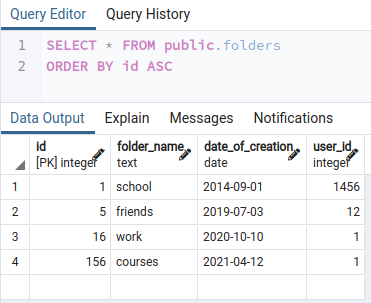 Query Editor Query History
1 SELECT * FROM public.folders
2 ORDER BY id ASC
Data Output Explain Messages Notifications
id folder_name date_of_creation user_id
[PK] integer text date integer
1 1 school 2014-09-01 1456
2 5 friends 2019-07-03 12
3 16 work 2020-10-10 1
4 156 courses 2021-04-12 1